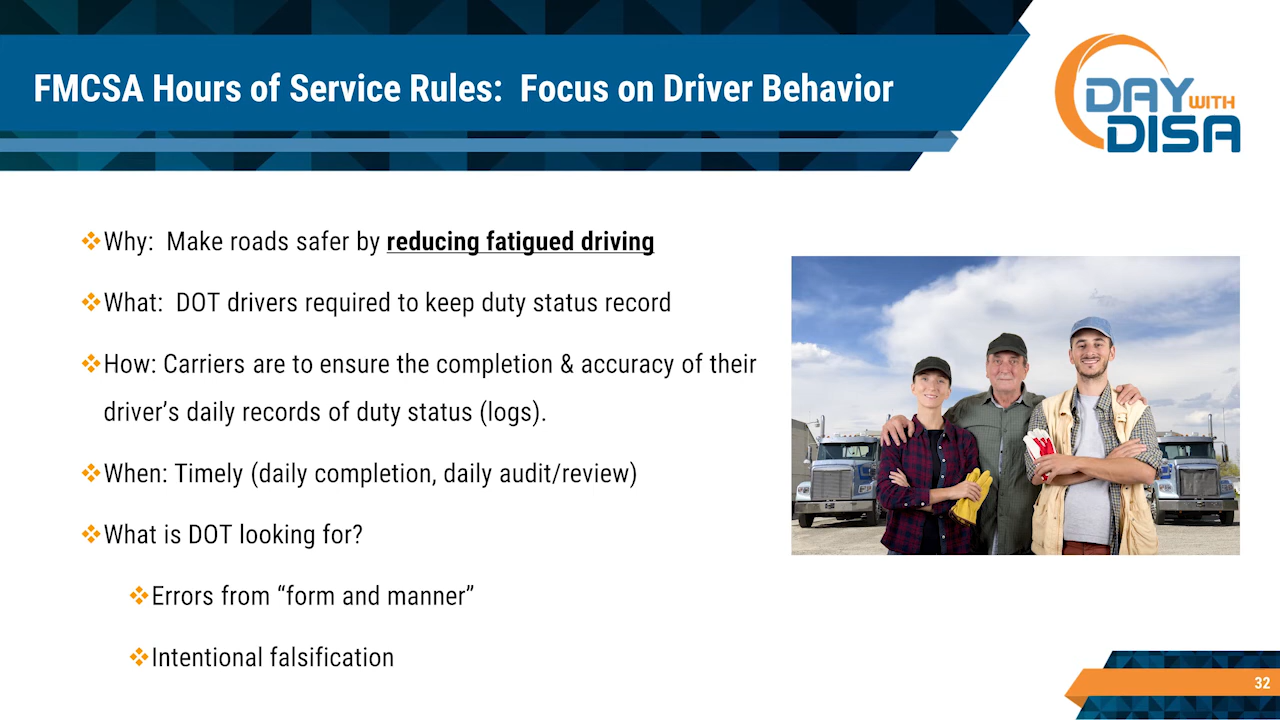 FMCSA Hours of Service Rules:  Focus on Driver Behavior
DAY WITH
DISA
Why:  Make roads safer by reducing fatigued driving
What:  DOT drivers required to keep duty status record
How: Carriers are to ensure the completion & accuracy of their
driver’s daily records of duty status (logs).
When: Timely (daily completion, daily audit/review)
What is DOT looking for?
Errors from “form and manner”
Intentional falsification
32